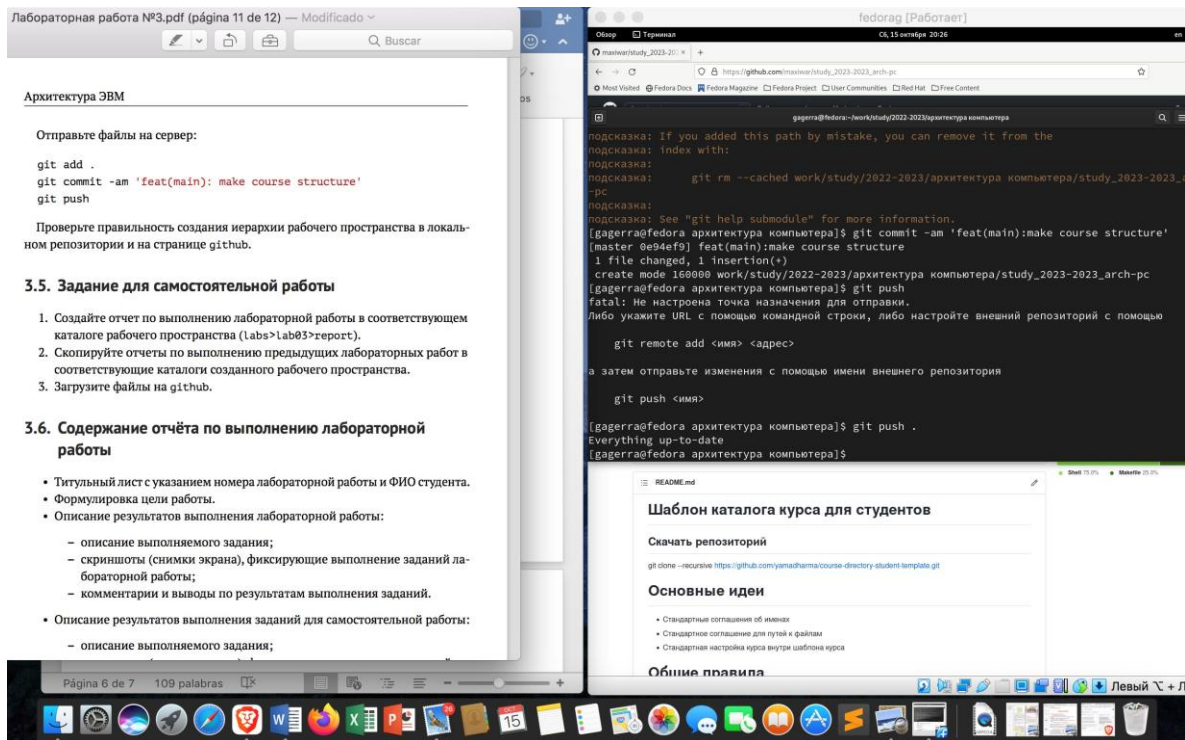 Лабораторная работа №3.pdf (página 11 de 12) — Modificado
Buscar
Архитектура ЭВМ
Отправьте файлы на сервер:
git add .
git commit -am 'feat(main): make course structure'
git push
Проверьте правильность создания иерархии рабочего пространства в локаль-
ном репозитории и на странице github.
3.5. Задание для самостоятельной работы
1. Создайте отчет по выполнению лабораторной работы в соответствующем
каталоге рабочего пространства (labs>lab03>report).
2. Скопируйте отчеты по выполнению предыдущих лабораторных работ в
соответствующие каталоги созданного рабочего пространства.
3. Загрузите файлы на github.
3.6. Содержание отчёта по выполнению лабораторной
работы
• Титульный лист с указанием номера лабораторной работы и ФИО студента.
• Формулировка цели работы.
• Описание результатов выполнения лабораторной работы:
– описание выполняемого задания;
– скриншоты (снимки экрана), фиксирующие выполнение заданий ла-
бораторной работы;
– комментарии и выводы по результатам выполнения заданий.
• Описание результатов выполнения заданий для самостоятельной работы:
– описание выполняемого задания;
os
Página 6 de 7 109 palabras
fedorag [Работает]
Обзор Терминал Сб, 15 октября 20:26 en
maxiwar/study_2023-20
https://github.com/maxiwar/study_2023-2023_arch-pc
Most Visited Fedora Docs Fedora Magazine Fedora Project User Communities Red Hat Free Content
gagerra@fedora:~/work/study/2022-2023/архитектура компьютера
подсказка: If you added this path by mistake, you can remove it from the
подсказка: index with:
подсказка:
подсказка: git rm --cached work/study/2022-2023/архитектура компьютера/study_2023-2023_a
-pc
подсказка:
подсказка: See "git help submodule" for more information.
[gagerra@fedora архитектура компьютера]$ git commit -am 'feat(main):make course structure'
[master 0e94ef9] feat(main):make course structure
1 file changed, 1 insertion(+)
create mode 160000 work/study/2022-2023/архитектура компьютера/study_2023-2023_arch-pc
[gagerra@fedora архитектура компьютера]$ git push
fatal: Не настроена точка назначения для отправки.
Либо укажите URL с помощью командной строки, либо настройте внешний репозиторий с помощью
git remote add <имя> <адрес>
а затем отправьте изменения с помощью имени внешнего репозитория
git push <имя>
[gagerra@fedora архитектура компьютера]$ git push .
Everything up-to-date
[gagerra@fedora архитектура компьютера]$
Shell 75.0% Makefile 25.0%
README.md
Шаблон каталога курса для студентов
Скачать репозиторий
git clone --recursive https://github.com/yamadharma/course-directory-student-template.git
Основные идеи
• Стандартные соглашения об именах
• Стандартное соглашение для путей к файлам
• Стандартная настройка курса внутри шаблона курса
Общие правила
Левый ⌥ + Л
OCT
15